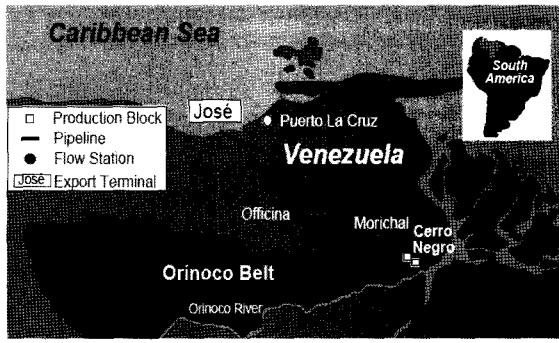 Caribbean Sea
South
America
José
Production Block
Pipeline
Flow Station
José Export Terminal
Puerto La Cruz
Venezuela
Officina
Morichal
Cerro
Negro
Orinoco Belt
Orinoco River